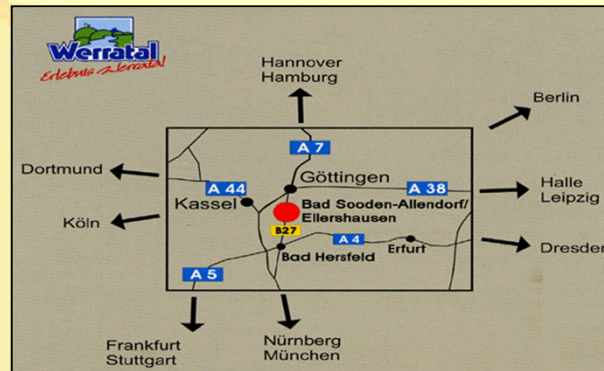 Werratal
Erlebnis Werratal
Hannover
Hamburg
Berlin
A 7
Dortmund
Göttingen
A 44
A 38
Halle
Leipzig
Kassel
Bad Sooden-Allendorf/
Ellershausen
Köln
B27
A 4
Bad Hersfeld
Erfurt
Dresden
A 5
Frankfurt
Stuttgart
Nürnberg
München